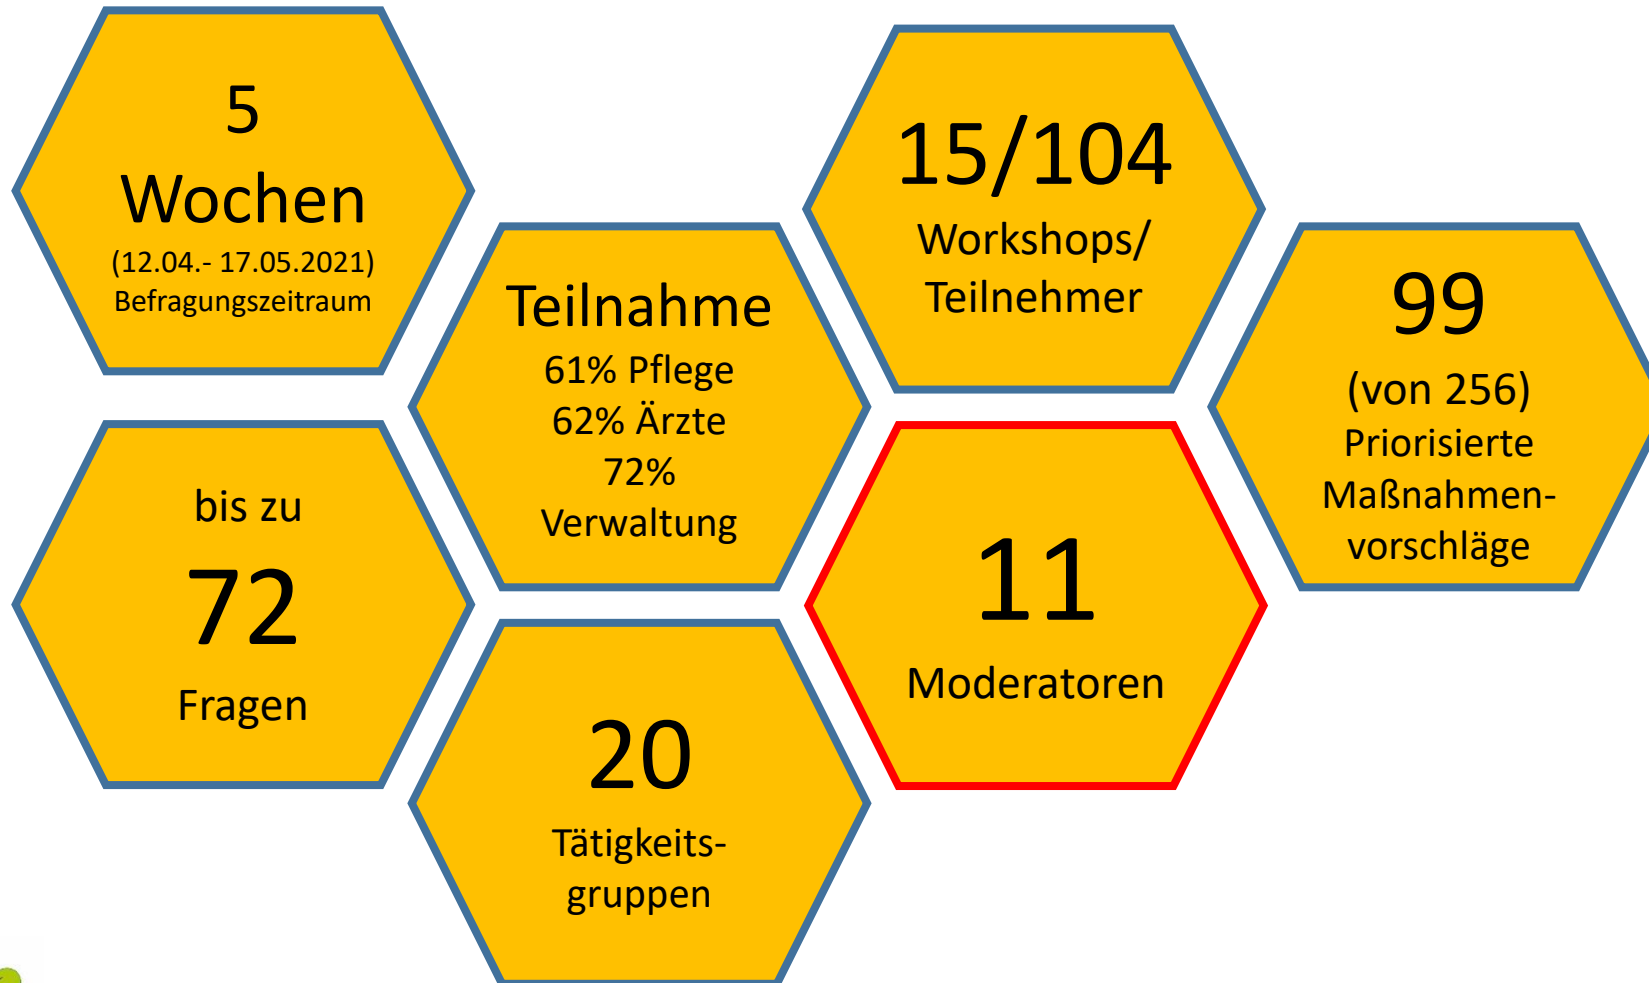 5
Wochen
(12.04.- 17.05.2021)
Befragungszeitraum
bis zu
72
Fragen
Teilnahme
61% Pflege
62% Ärzte
72%
Verwaltung
20
Tätigkeits-
gruppen
15/104
Workshops/
Teilnehmer
11
Moderatoren
99
(von 256)
Priorisierte
Maßnahmen-
vorschläge